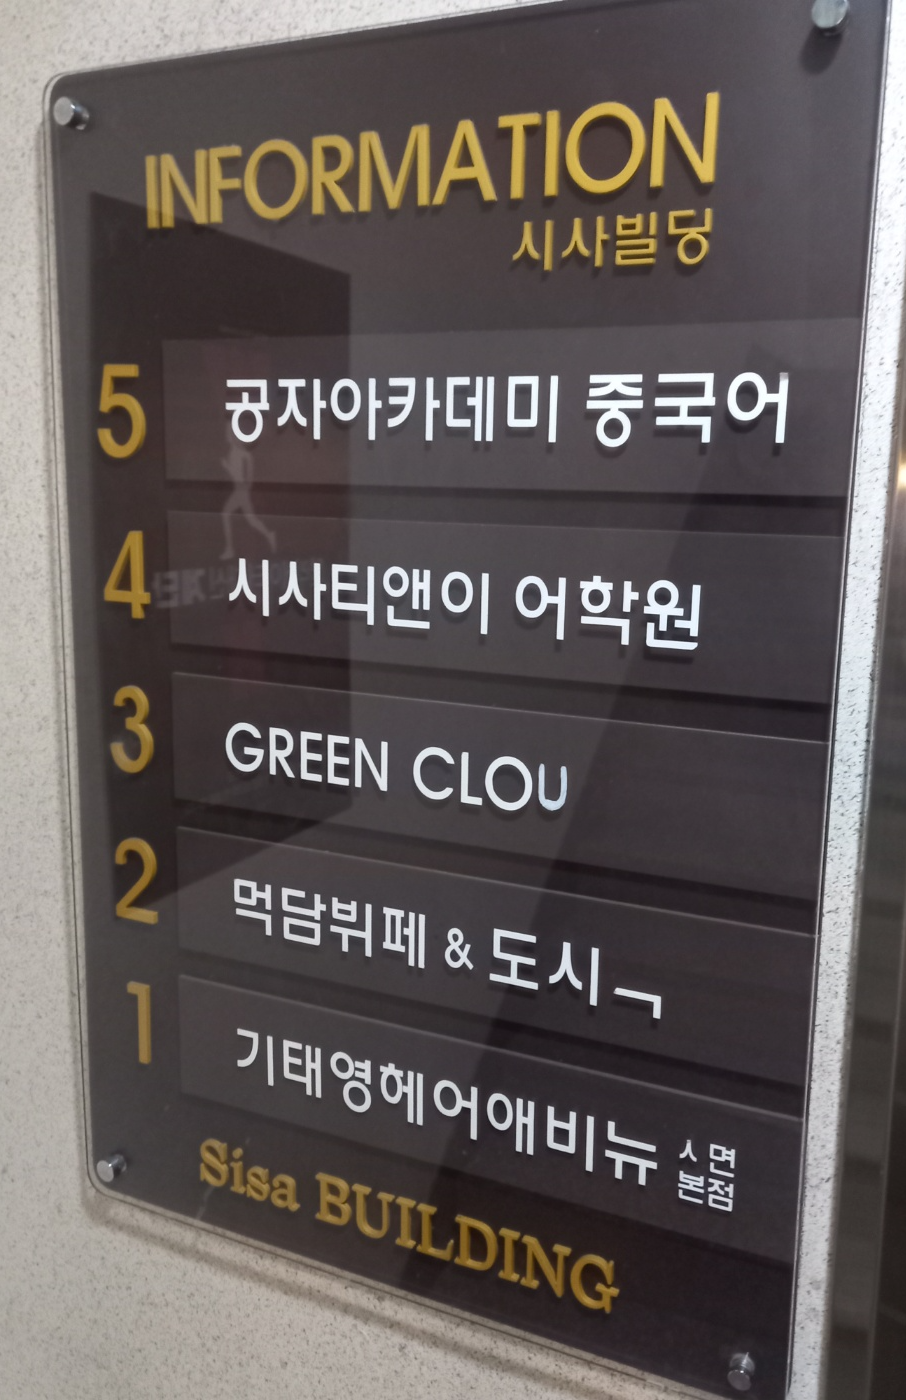 INFORMATION
시사빌딩
5 공자아카데미 중국어
4 시사티앤이 어학원
3 GREEN CLOU
2 먹담뷔페 & 도시ㄱ
1 기태영헤어애비뉴 ㅅ면
본점
Sisa BUILDING